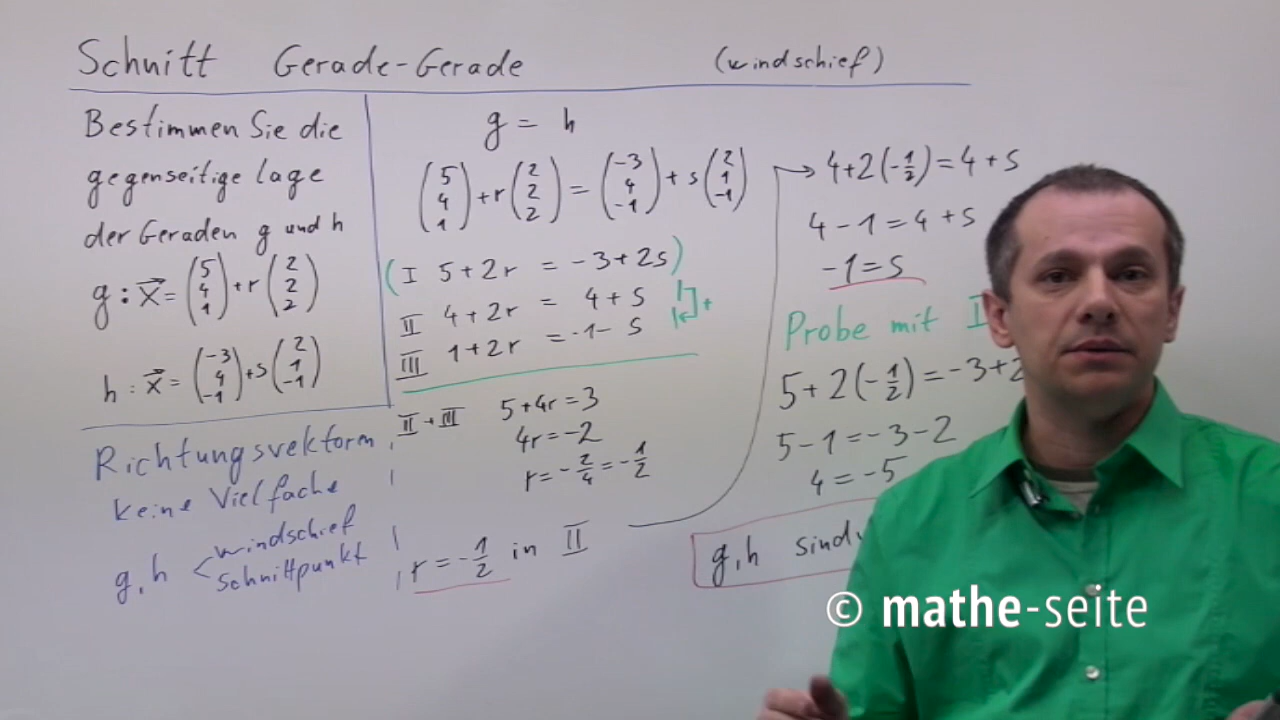 Schnitt Gerade-Gerade (windschief)
Bestimmen Sie die
gegenseitige Lage
der Geraden g und h
g: x⃗ = (5 4 1) + r (2 2 2)
h: x⃗ = (-3 4 -1) + s (2 1 -1)
Richtungsvektoren
keine Vielfache
g, h < windschief
Schnittpunkt
g = h
(5 4 1) + r (2 2 2) = (-3 4 -1) + s (2 1 -1)
(I 5+2r = -3+2s)
II 4+2r = 4+s
III 1+2r = -1-s
+
II+III 5+4r=3
4r=-2
r=-2/4=-1/2
r=-1/2 in II
→ 4+2(-1/2)=4+s
4-1=4+s
-1=s
Probe mit I
5+2(-1/2)=-3+2
5-1=-3-2
4=-5
g, h sind
© mathe-seite